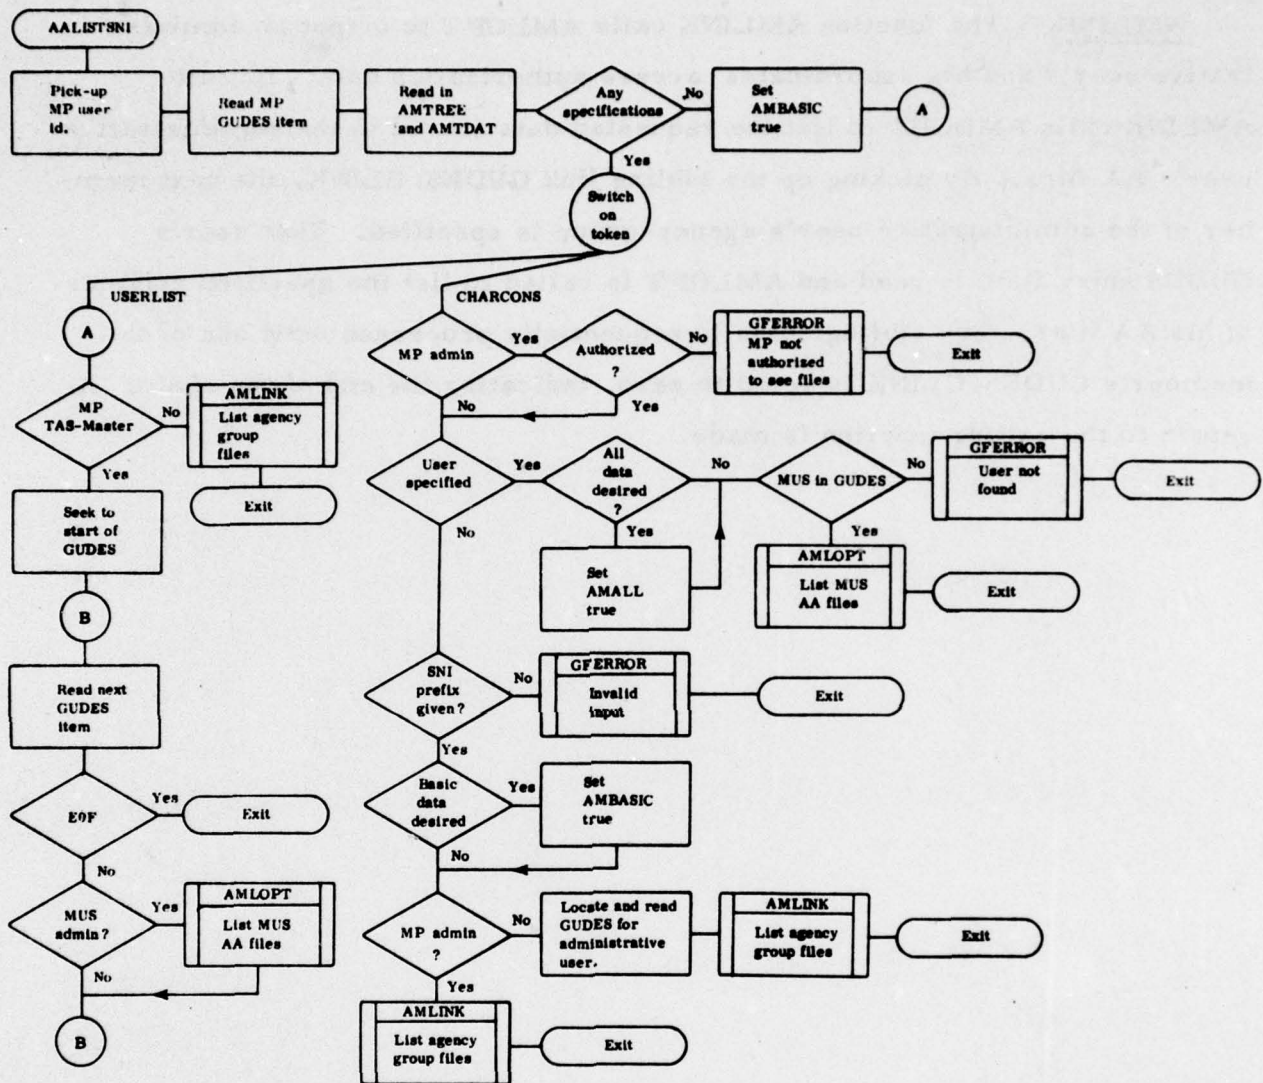 AALISTSNI
Pick-up
MP user
id.
Read MP
GUDES item
Read in
AMTREE
and AMTDAT
Any
specifications
No
Yes
Set
AMBASIC
true
A
Switch
on
token
USERLIST
CHARCONS
A
MP
TAS-Master
No
Yes
AMLINK
List agency
group
files
Exit
Seek to
start of
GUDES
B
Read next
GUDES
item
EOF
Yes
Exit
No
MUS
admin?
Yes
No
AMLOPT
List MUS
AA files
B
MP admin
Yes
No
Authorized
?
No
Yes
GFERROR
MP not
authorized
to see files
Exit
User
specified
Yes
No
All
data
desired
?
No
Yes
Set
AMALL
true
MUS in GUDES
No
Yes
GFERROR
User not
found
Exit
AMLOPT
List MUS
AA files
Exit
SNI
prefix
given?
No
Yes
GFERROR
Invalid
input
Exit
Basic
data
desired
Yes
No
Set
AMBASIC
true
MP admin
?
No
Yes
Locate and read
GUDES for
administrative
user.
AMLINK
List agency
group files
Exit
AMLINK
List agency
group files
Exit